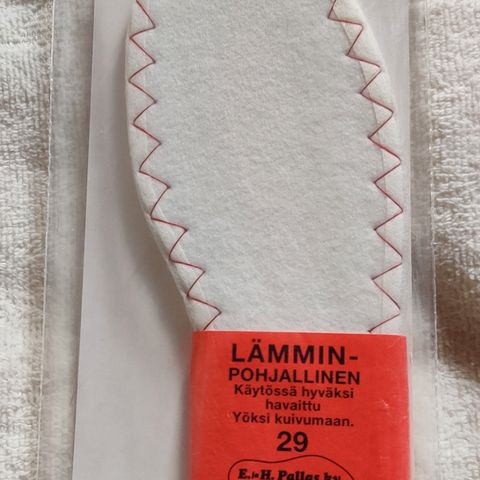 LÄMMIN-
POHJALLINEN
Käytössä hyväksi
havaittu
Yöksi kuivumaan.
29
E. ja H. Pallas ky